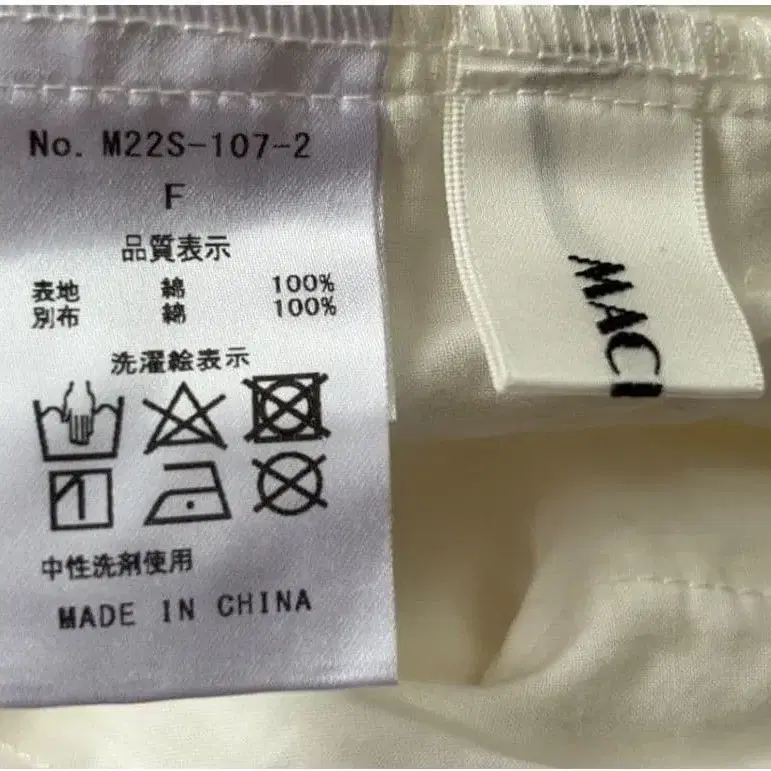 No. M22S-107-2
F
品質表示
表地 綿 100%
別布 綿 100%
洗濯絵表示
中性洗剤使用
MADE IN CHINA